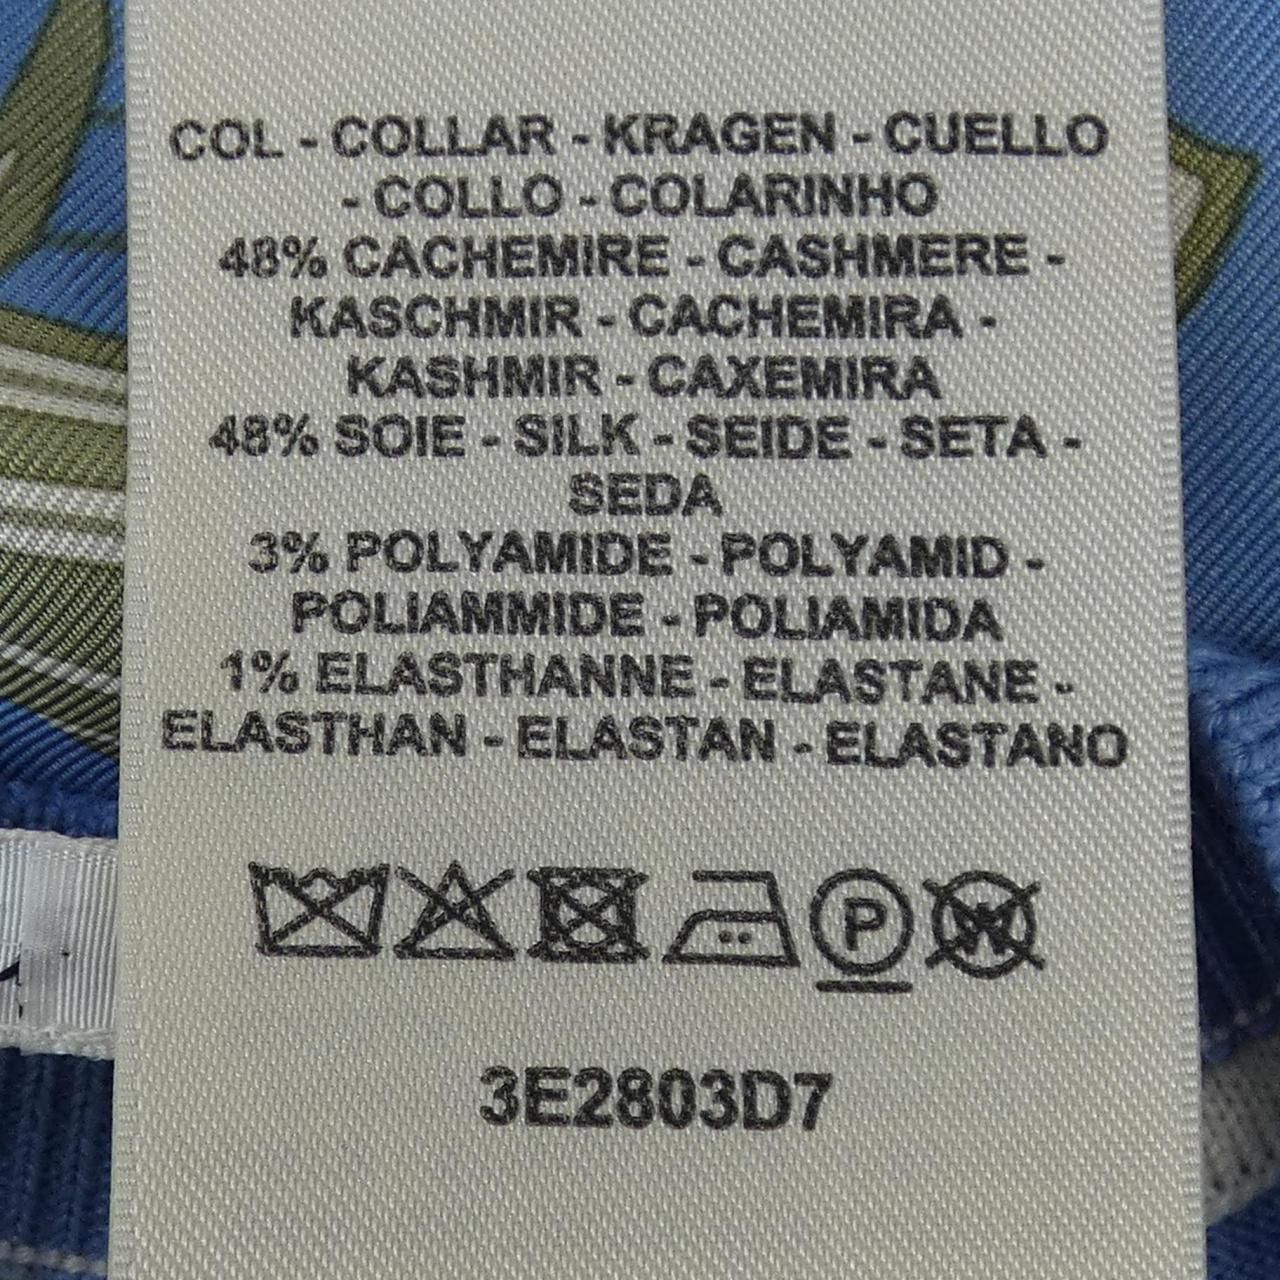 COL - COLLAR - KRAGEN - CUELLO
- COLLO - COLARINHO
48% CACHEMIRE - CASHMERE -
KASCHMIR - CACHEMIRA -
KASHMIR - CAXEMIRA
48% SOIE - SILK - SEIDE - SETA -
SEDA
3% POLYAMIDE - POLYAMID -
POLIAMMIDE - POLIAMIDA
1% ELASTHANNE - ELASTANE -
ELASTHAN - ELASTAN - ELASTANO
P W
3E2803D7